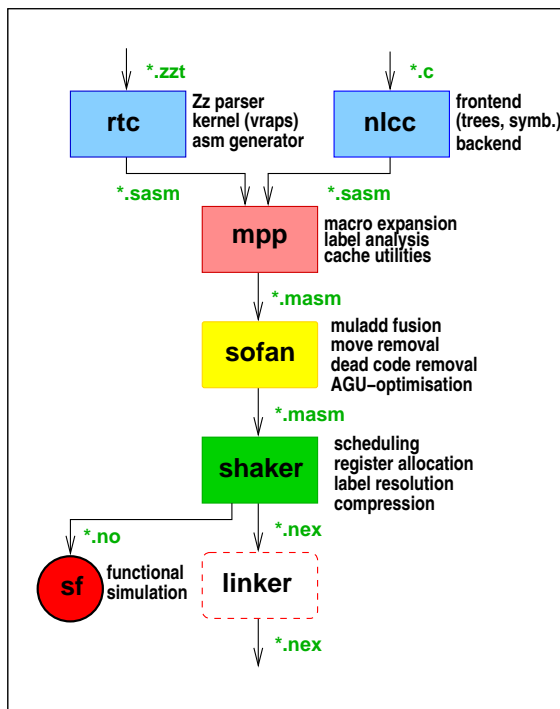 *.zzt
*.c
rtc
Zz parser
kernel (vraps)
asm generator
nlcc
frontend
(trees, symb.)
backend
*.sasm
*.sasm
mpp
macro expansion
label analysis
cache utilities
*.masm
sofan
muladd fusion
move removal
dead code removal
AGU−optimisation
*.masm
shaker
scheduling
register allocation
label resolution
compression
*.no
*.nex
sf
functional
simulation
linker
*.nex